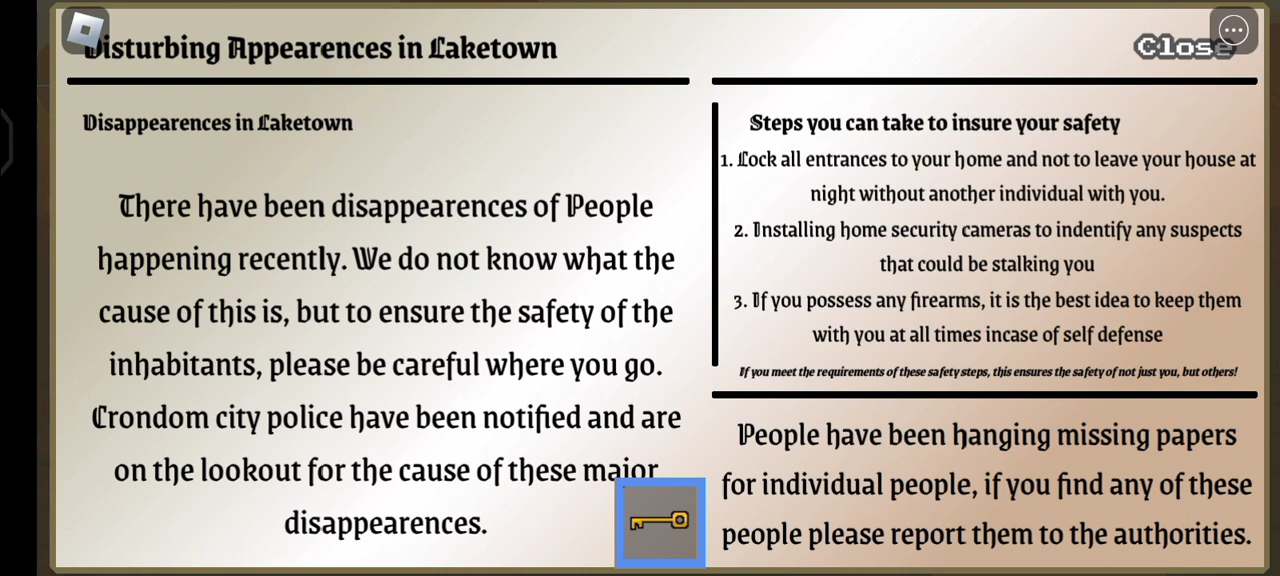 Disturbing Appearences in Laketown
Close
Disappearences in Laketown
There have been disappearences of People
happening recently. We do not know what the
cause of this is, but to ensure the safety of the
inhabitants, please be careful where you go.
Crondom city police have been notified and are
on the lookout for the cause of these major
disappearences.
Steps you can take to insure your safety
1. Lock all entrances to your home and not to leave your house at
night without another individual with you.
2. Installing home security cameras to indentify any suspects
that could be stalking you
3. If you possess any firearms, it is the best idea to keep them
with you at all times incase of self defense
If you meet the requirements of these safety steps, this ensures the safety of not just you, but others!
People have been hanging missing papers
for individual people, if you find any of these
people please report them to the authorities.